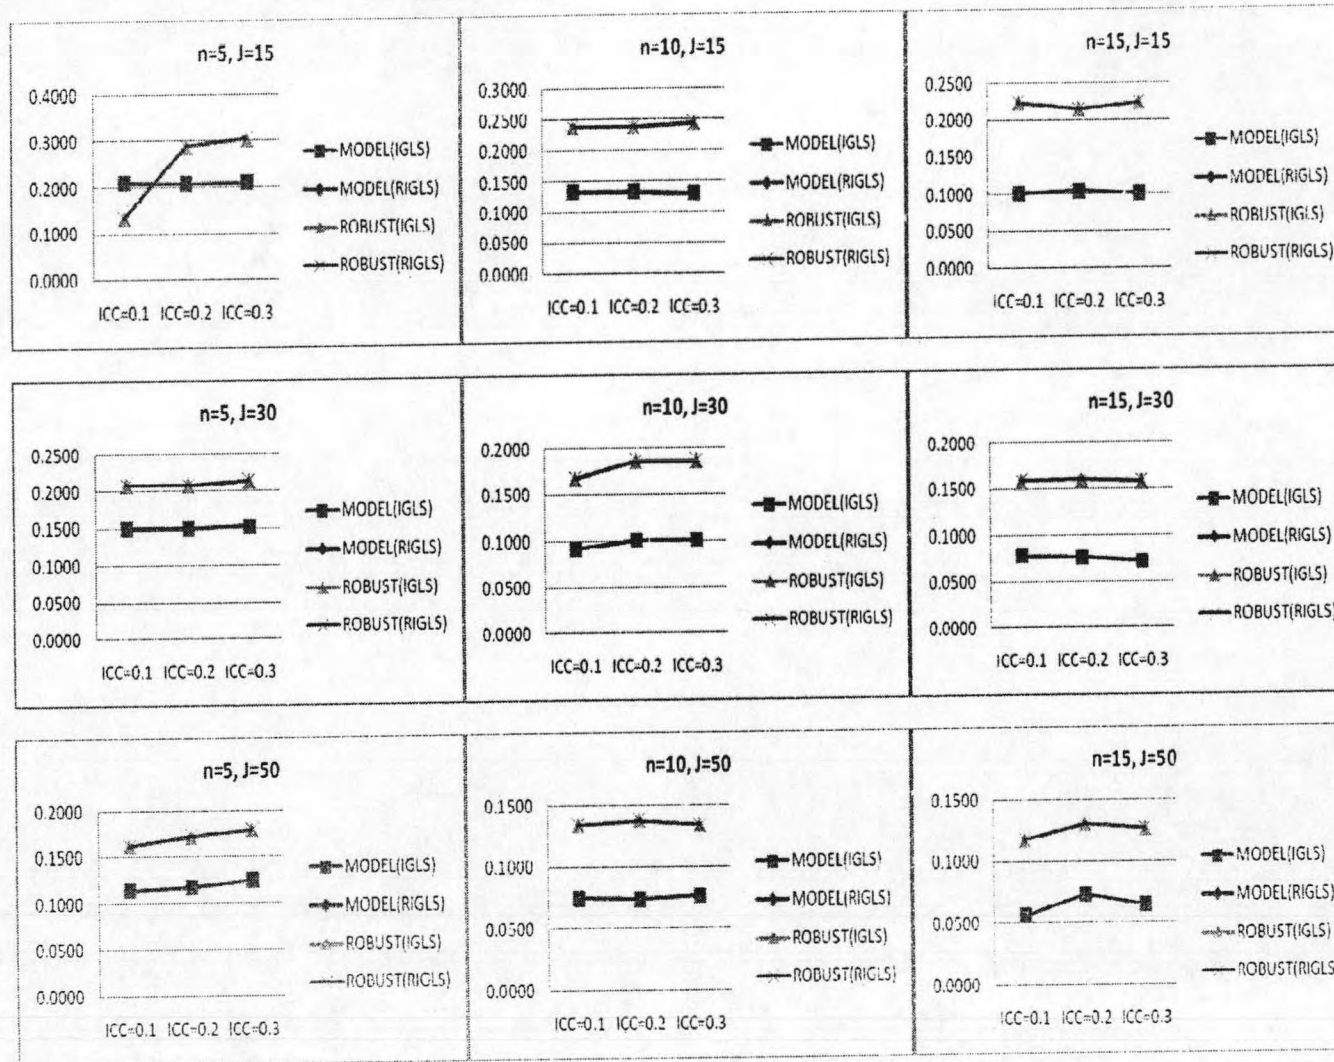 n=5, J=15
0.4000
0.3000
0.2000
0.1000
0.0000
ICC=0.1 ICC=0.2 ICC=0.3
MODEL(IGLS)
MODEL(RIGLS)
ROBUST(IGLS)
ROBUST(RIGLS)
n=10, J=15
0.3000
0.2500
0.2000
0.1500
0.1000
0.0500
0.0000
ICC=0.1 ICC=0.2 ICC=0.3
MODEL(IGLS)
MODEL(RIGLS)
ROBUST(IGLS)
ROBUST(RIGLS)
n=15, J=15
0.2500
0.2000
0.1500
0.1000
0.0500
0.0000
ICC=0.1 ICC=0.2 ICC=0.3
MODEL(IGLS)
MODEL(RIGLS)
ROBUST(IGLS)
ROBUST(RIGLS)
n=5, J=30
0.2500
0.2000
0.1500
0.1000
0.0500
0.0000
ICC=0.1 ICC=0.2 ICC=0.3
MODEL(IGLS)
MODEL(RIGLS)
ROBUST(IGLS)
ROBUST(RIGLS)
n=10, J=30
0.2000
0.1500
0.1000
0.0500
0.0000
ICC=0.1 ICC=0.2 ICC=0.3
MODEL(IGLS)
MODEL(RIGLS)
ROBUST(IGLS)
ROBUST(RIGLS)
n=15, J=30
0.2000
0.1500
0.1000
0.0500
0.0000
ICC=0.1 ICC=0.2 ICC=0.3
MODEL(IGLS)
MODEL(RIGLS)
ROBUST(IGLS)
ROBUST(RIGLS)
n=5, J=50
0.2000
0.1500
0.1000
0.0500
0.0000
ICC=0.1 ICC=0.2 ICC=0.3
MODEL(IGLS)
MODEL(RIGLS)
ROBUST(IGLS)
ROBUST(RIGLS)
n=10, J=50
0.1500
0.1000
0.0500
0.0000
ICC=0.1 ICC=0.2 ICC=0.3
MODEL(IGLS)
MODEL(RIGLS)
ROBUST(IGLS)
ROBUST(RIGLS)
n=15, J=50
0.1500
0.1000
0.0500
0.0000
ICC=0.1 ICC=0.2 ICC=0.3
MODEL(IGLS)
MODEL(RIGLS)
ROBUST(IGLS)
ROBUST(RIGLS)